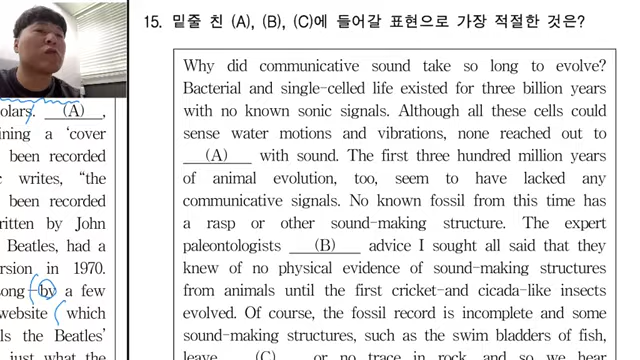 15. 밑줄 친 (A), (B), (C)에 들어갈 표현으로 가장 적절한 것은?
Why did communicative sound take so long to evolve?
Bacterial and single-celled life existed for three billion years
with no known sonic signals. Although all these cells could
sense water motions and vibrations, none reached out to
(A) with sound. The first three hundred million years
of animal evolution, too, seem to have lacked any
communicative signals. No known fossil from this time has
a rasp or other sound-making structure. The expert
paleontologists (B) advice I sought all said that they
knew of no physical evidence of sound-making structures
from animals until the first cricket-and cicada-like insects
evolved. Of course, the fossil record is incomplete and some
sound-making structures, such as the swim bladders of fish,
leave (C) or no trace in rock, and so we hear
olars. (A),
ining a 'cover
been recorded
writes, "the
been recorded
ritten by John
Beatles, had a
rsion in 1970.
ong by a few
website (which
ls the Beatles'
just what the